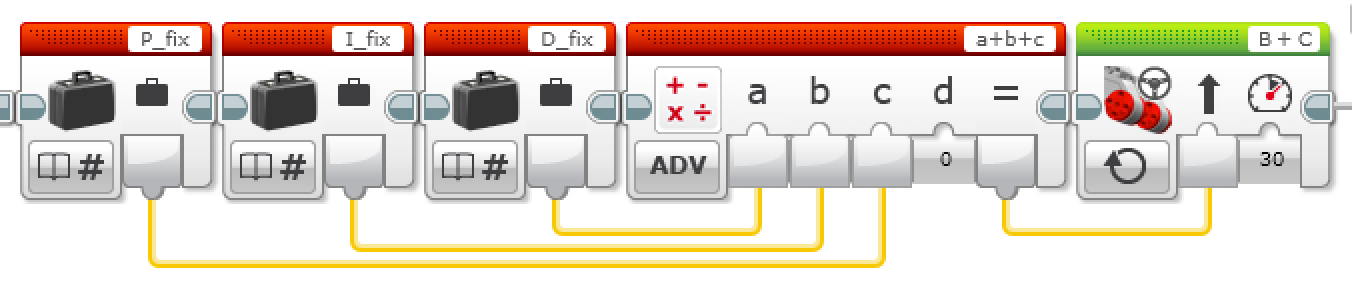 P_fix I_fix D_fix a+b+c B + C
+ - a b c d =
x ÷
# # # ADV 0 30